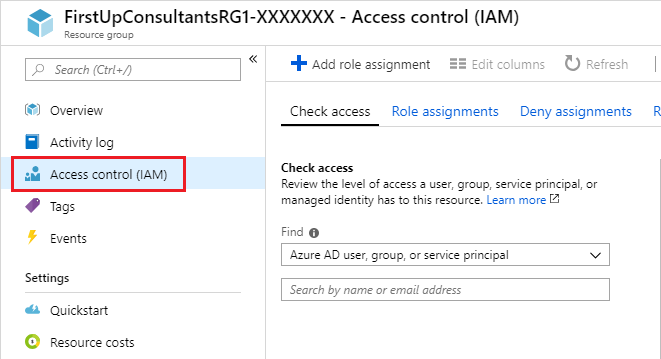 FirstUpConsultantsRG1-XXXXXXX - Access control (IAM)
Resource group
Search (Ctrl+/)
«
Overview
Activity log
Access control (IAM)
Tags
Events
Settings
Quickstart
Resource costs
Add role assignment Edit columns Refresh
Check access Role assignments Deny assignments R
Check access
Review the level of access a user, group, service principal, or
managed identity has to this resource. Learn more
Find
Azure AD user, group, or service principal
Search by name or email address